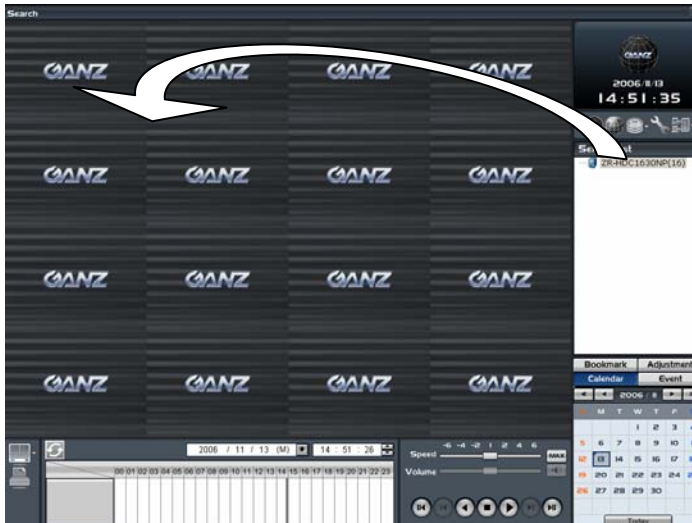 Search
GANZ GANZ GANZ GANZ
GANZ GANZ GANZ GANZ
GANZ GANZ GANZ GANZ
GANZ GANZ GANZ GANZ
GANZ
2006/11/13
14:51:35
ZR-HDC1630NP(16)
Bookmark Adjustment
Calendar Event
2006 / 11
M T W T F
1 2 3
5 6 7 8 9 10
12 13 14 15 16 17
19 20 21 22 23 24
26 27 28 29 30
Today
2006 / 11 / 13 (M) 14 : 51 : 26
00 01 02 03 04 05 06 07 08 09 10 11 12 13 14 15 16 17 18 19 20 21 22 23
Speed -6 -4 -2 1 2 4 6 MAX
Volume